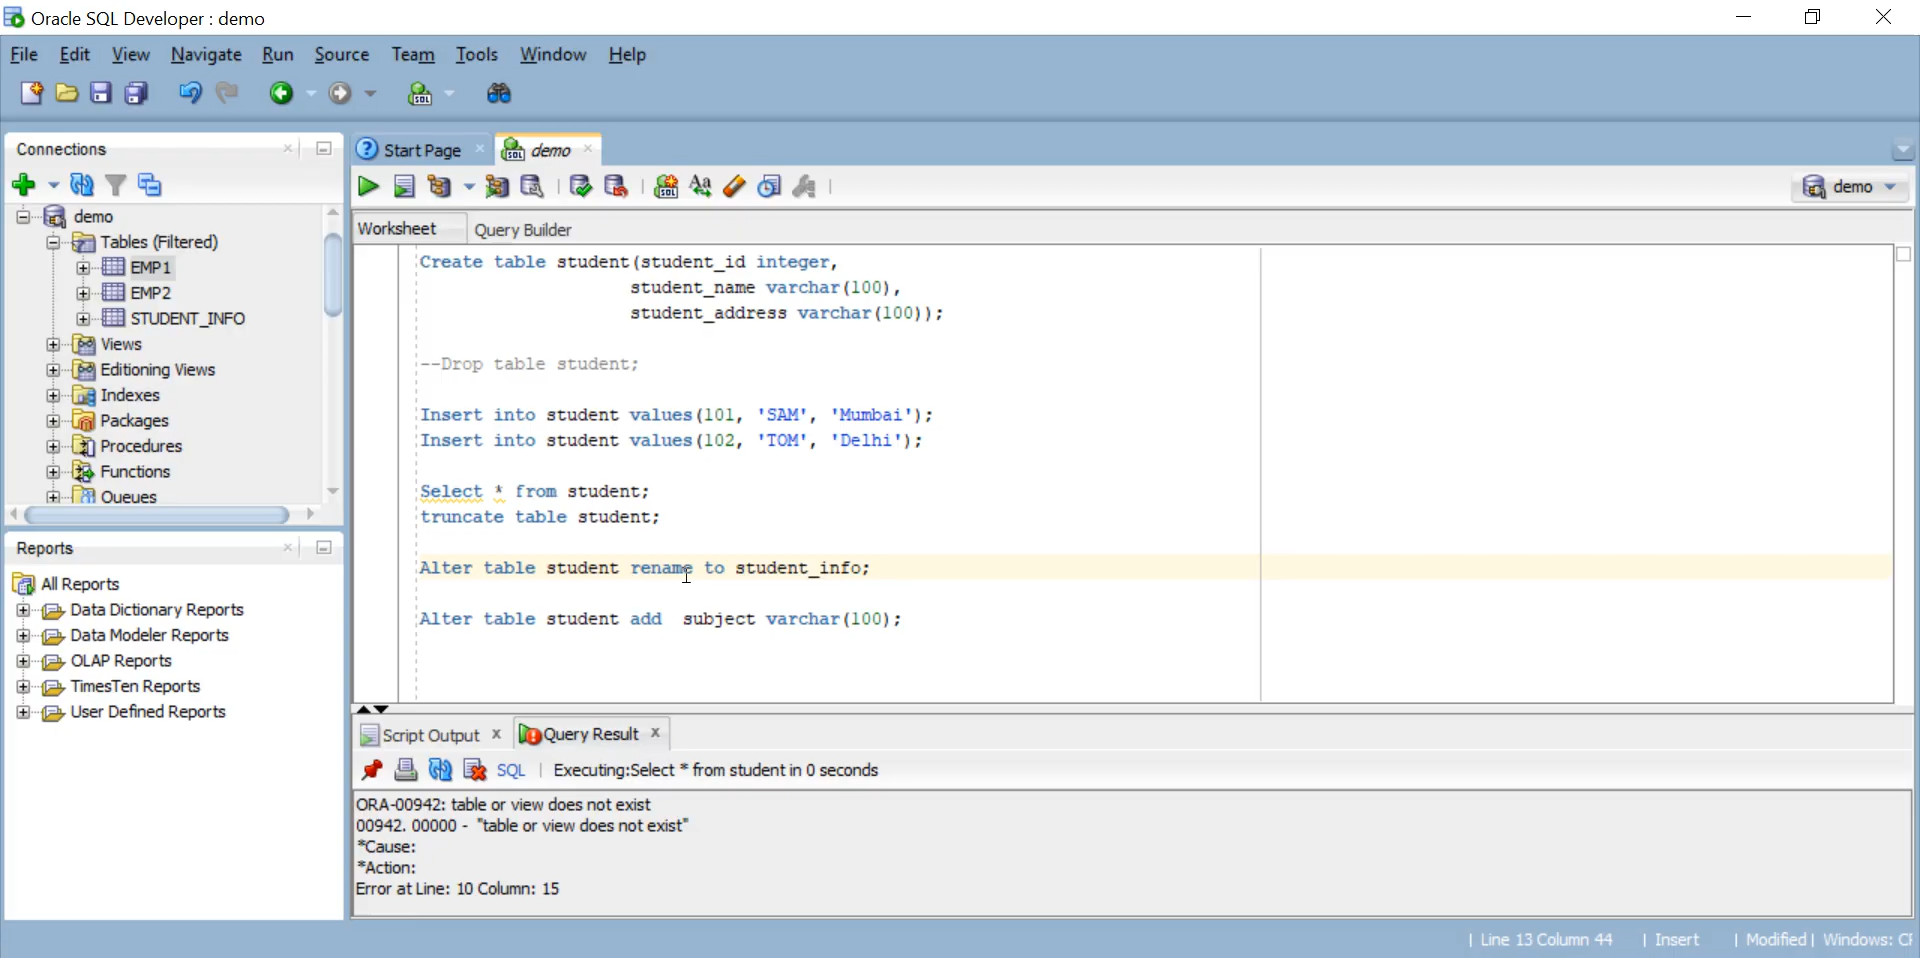 Oracle SQL Developer : demo
File Edit View Navigate Run Source Team Tools Window Help
Connections
demo
Tables (Filtered)
EMP1
EMP2
STUDENT_INFO
Views
Editioning Views
Indexes
Packages
Procedures
Functions
Queues
Reports
All Reports
Data Dictionary Reports
Data Modeler Reports
OLAP Reports
TimesTen Reports
User Defined Reports
Start Page
demo
demo
Worksheet Query Builder
Create table student(student_id integer,
student_name varchar(100),
student_address varchar(100));
--Drop table student;
Insert into student values(101, 'SAM', 'Mumbai');
Insert into student values(102, 'TOM', 'Delhi');
Select * from student;
truncate table student;
Alter table student rename to student_info;
Alter table student add  subject varchar(100);
Script Output Query Result
SQL | Executing:Select * from student in 0 seconds
ORA-00942: table or view does not exist
00942. 00000 -  "table or view does not exist"
*Cause:
*Action:
Error at Line: 10 Column: 15
| Line 13 Column 44 | Insert | Modified | Windows: